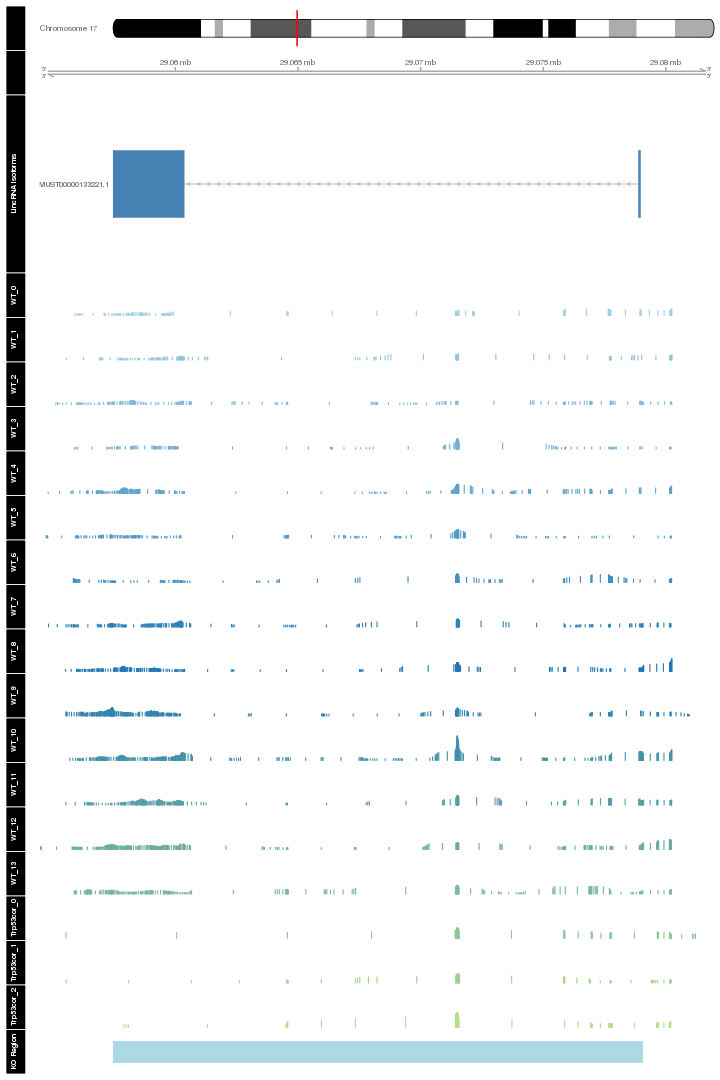 Chromosome 17
5' 3'
29.06 mb 29.065 mb 29.07 mb 29.075 mb 29.08 mb
3' 5'
LincRNA Isoforms
MUST00000133221.1
WT_0
WT_1
WT_2
WT_3
WT_4
WT_5
WT_6
WT_7
WT_8
WT_9
WT_10
WT_11
WT_12
WT_13
Trp53cor_0
Trp53cor_1
Trp53cor_2
KO Region